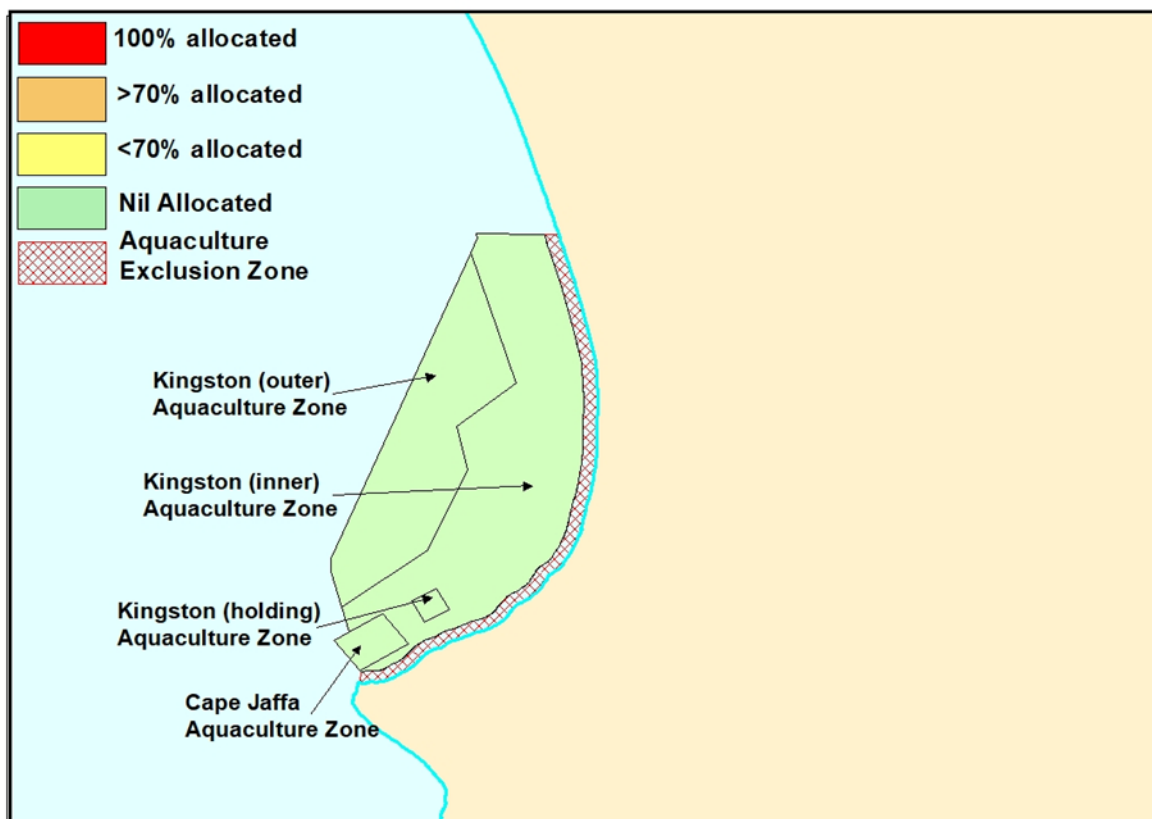 100% allocated
>70% allocated
<70% allocated
Nil Allocated
Aquaculture
Exclusion Zone
Kingston (outer)
Aquaculture Zone
Kingston (inner)
Aquaculture Zone
Kingston (holding)
Aquaculture Zone
Cape Jaffa
Aquaculture Zone